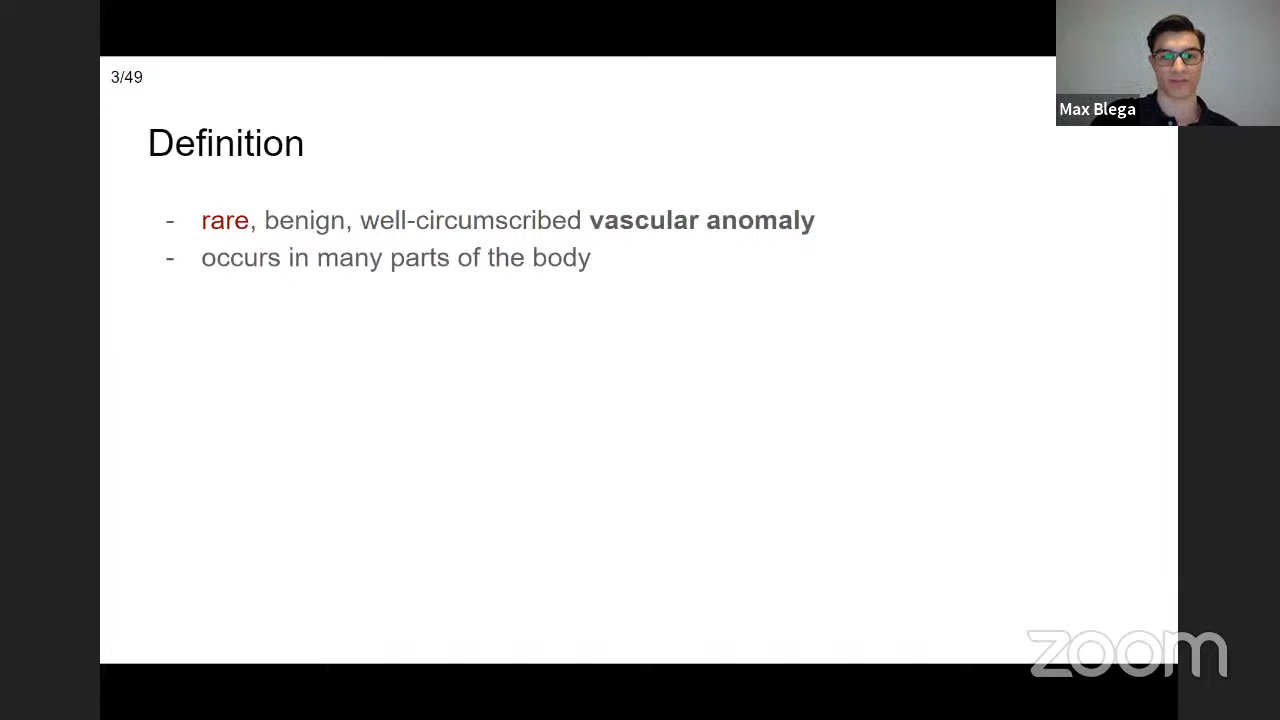 3/49
Max Blega
Definition
- rare, benign, well-circumscribed vascular anomaly
- occurs in many parts of the body
zoom